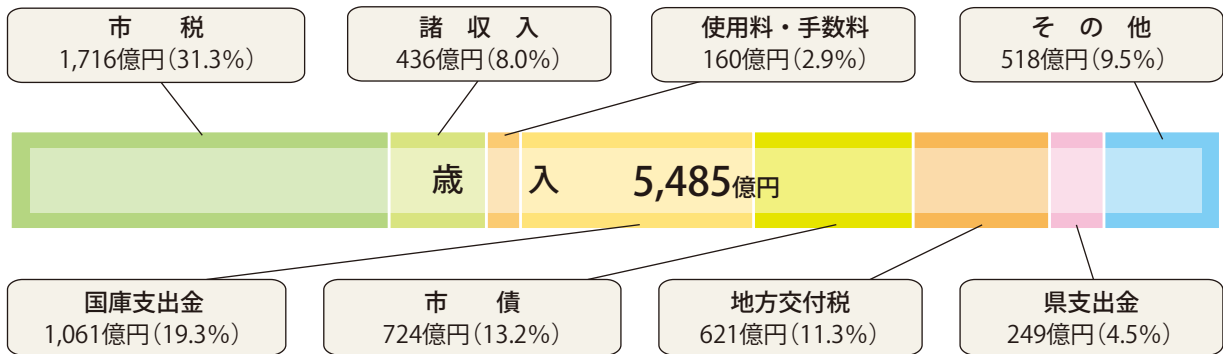 市　税
1,716億円(31.3%)
諸 収 入
436億円(8.0%)
使用料・手数料
160億円(2.9%)
そ の 他
518億円(9.5%)
歳　入　5,485億円
国庫支出金
1,061億円(19.3%)
市　債
724億円(13.2%)
地方交付税
621億円(11.3%)
県支出金
249億円(4.5%)